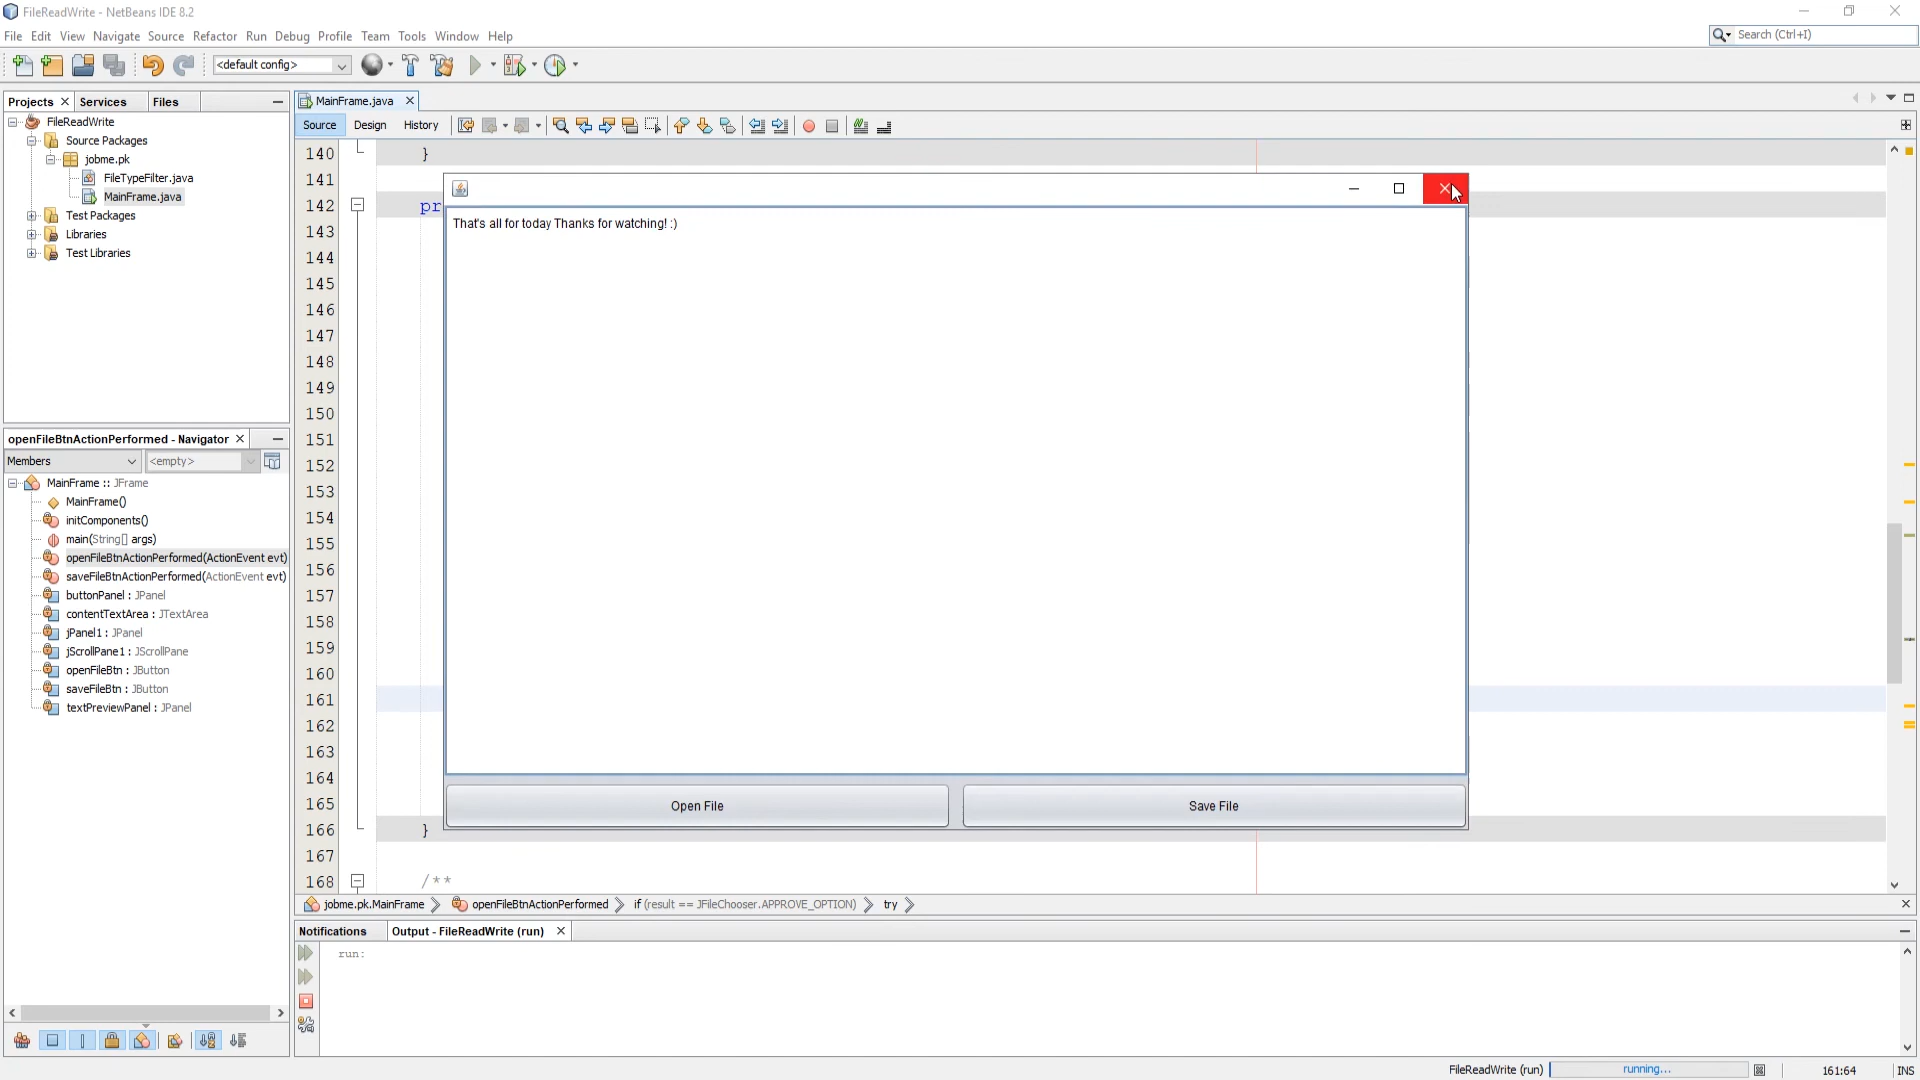 FileReadWrite - NetBeans IDE 8.2
File Edit View Navigate Source Refactor Run Debug Profile Team Tools Window Help
Search (Ctrl+I)
<default config>
Projects Services Files
FileReadWrite
Source Packages
jobme.pk
FileTypeFilter.java
MainFrame.java
Test Packages
Libraries
Test Libraries
openFileBtnActionPerformed - Navigator
Members <empty>
MainFrame :: JFrame
MainFrame()
initComponents()
main(String[] args)
openFileBtnActionPerformed(ActionEvent evt)
saveFileBtnActionPerformed(ActionEvent evt)
buttonPanel : JPanel
contentTextArea : JTextArea
jPanel1 : JPanel
jScrollPane1 : JScrollPane
openFileBtn : JButton
saveFileBtn : JButton
textPreviewPanel : JPanel
MainFrame.java
Source Design History
140 }
141
142 pr
143
144
145
146
147
148
149
150
151
152
153
154
155
156
157
158
159
160
161
162
163
164
165
166 }
167
168 /**
That's all for today Thanks for watching! :)
Open File Save File
jobme.pk.MainFrame openFileBtnActionPerformed if (result == JFileChooser.APPROVE_OPTION) try
Notifications Output - FileReadWrite (run)
run:
FileReadWrite (run) running... 161:64 INS